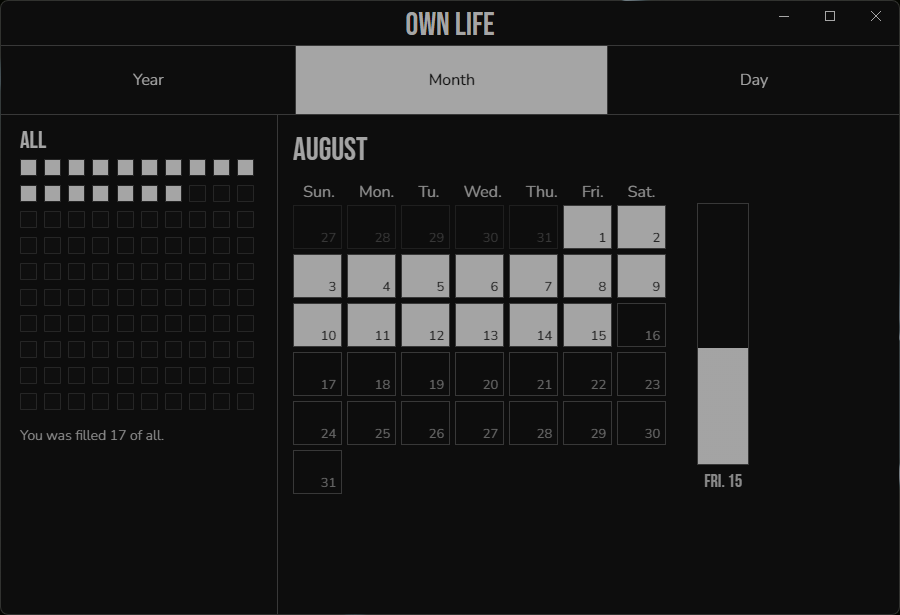 OWN LIFE
Year Month Day
ALL
You was filled 17 of all.
AUGUST
Sun. Mon. Tu. Wed. Thu. Fri. Sat.
27 28 29 30 31 1 2
3 4 5 6 7 8 9
10 11 12 13 14 15 16
17 18 19 20 21 22 23
24 25 26 27 28 29 30
31
FRI. 15